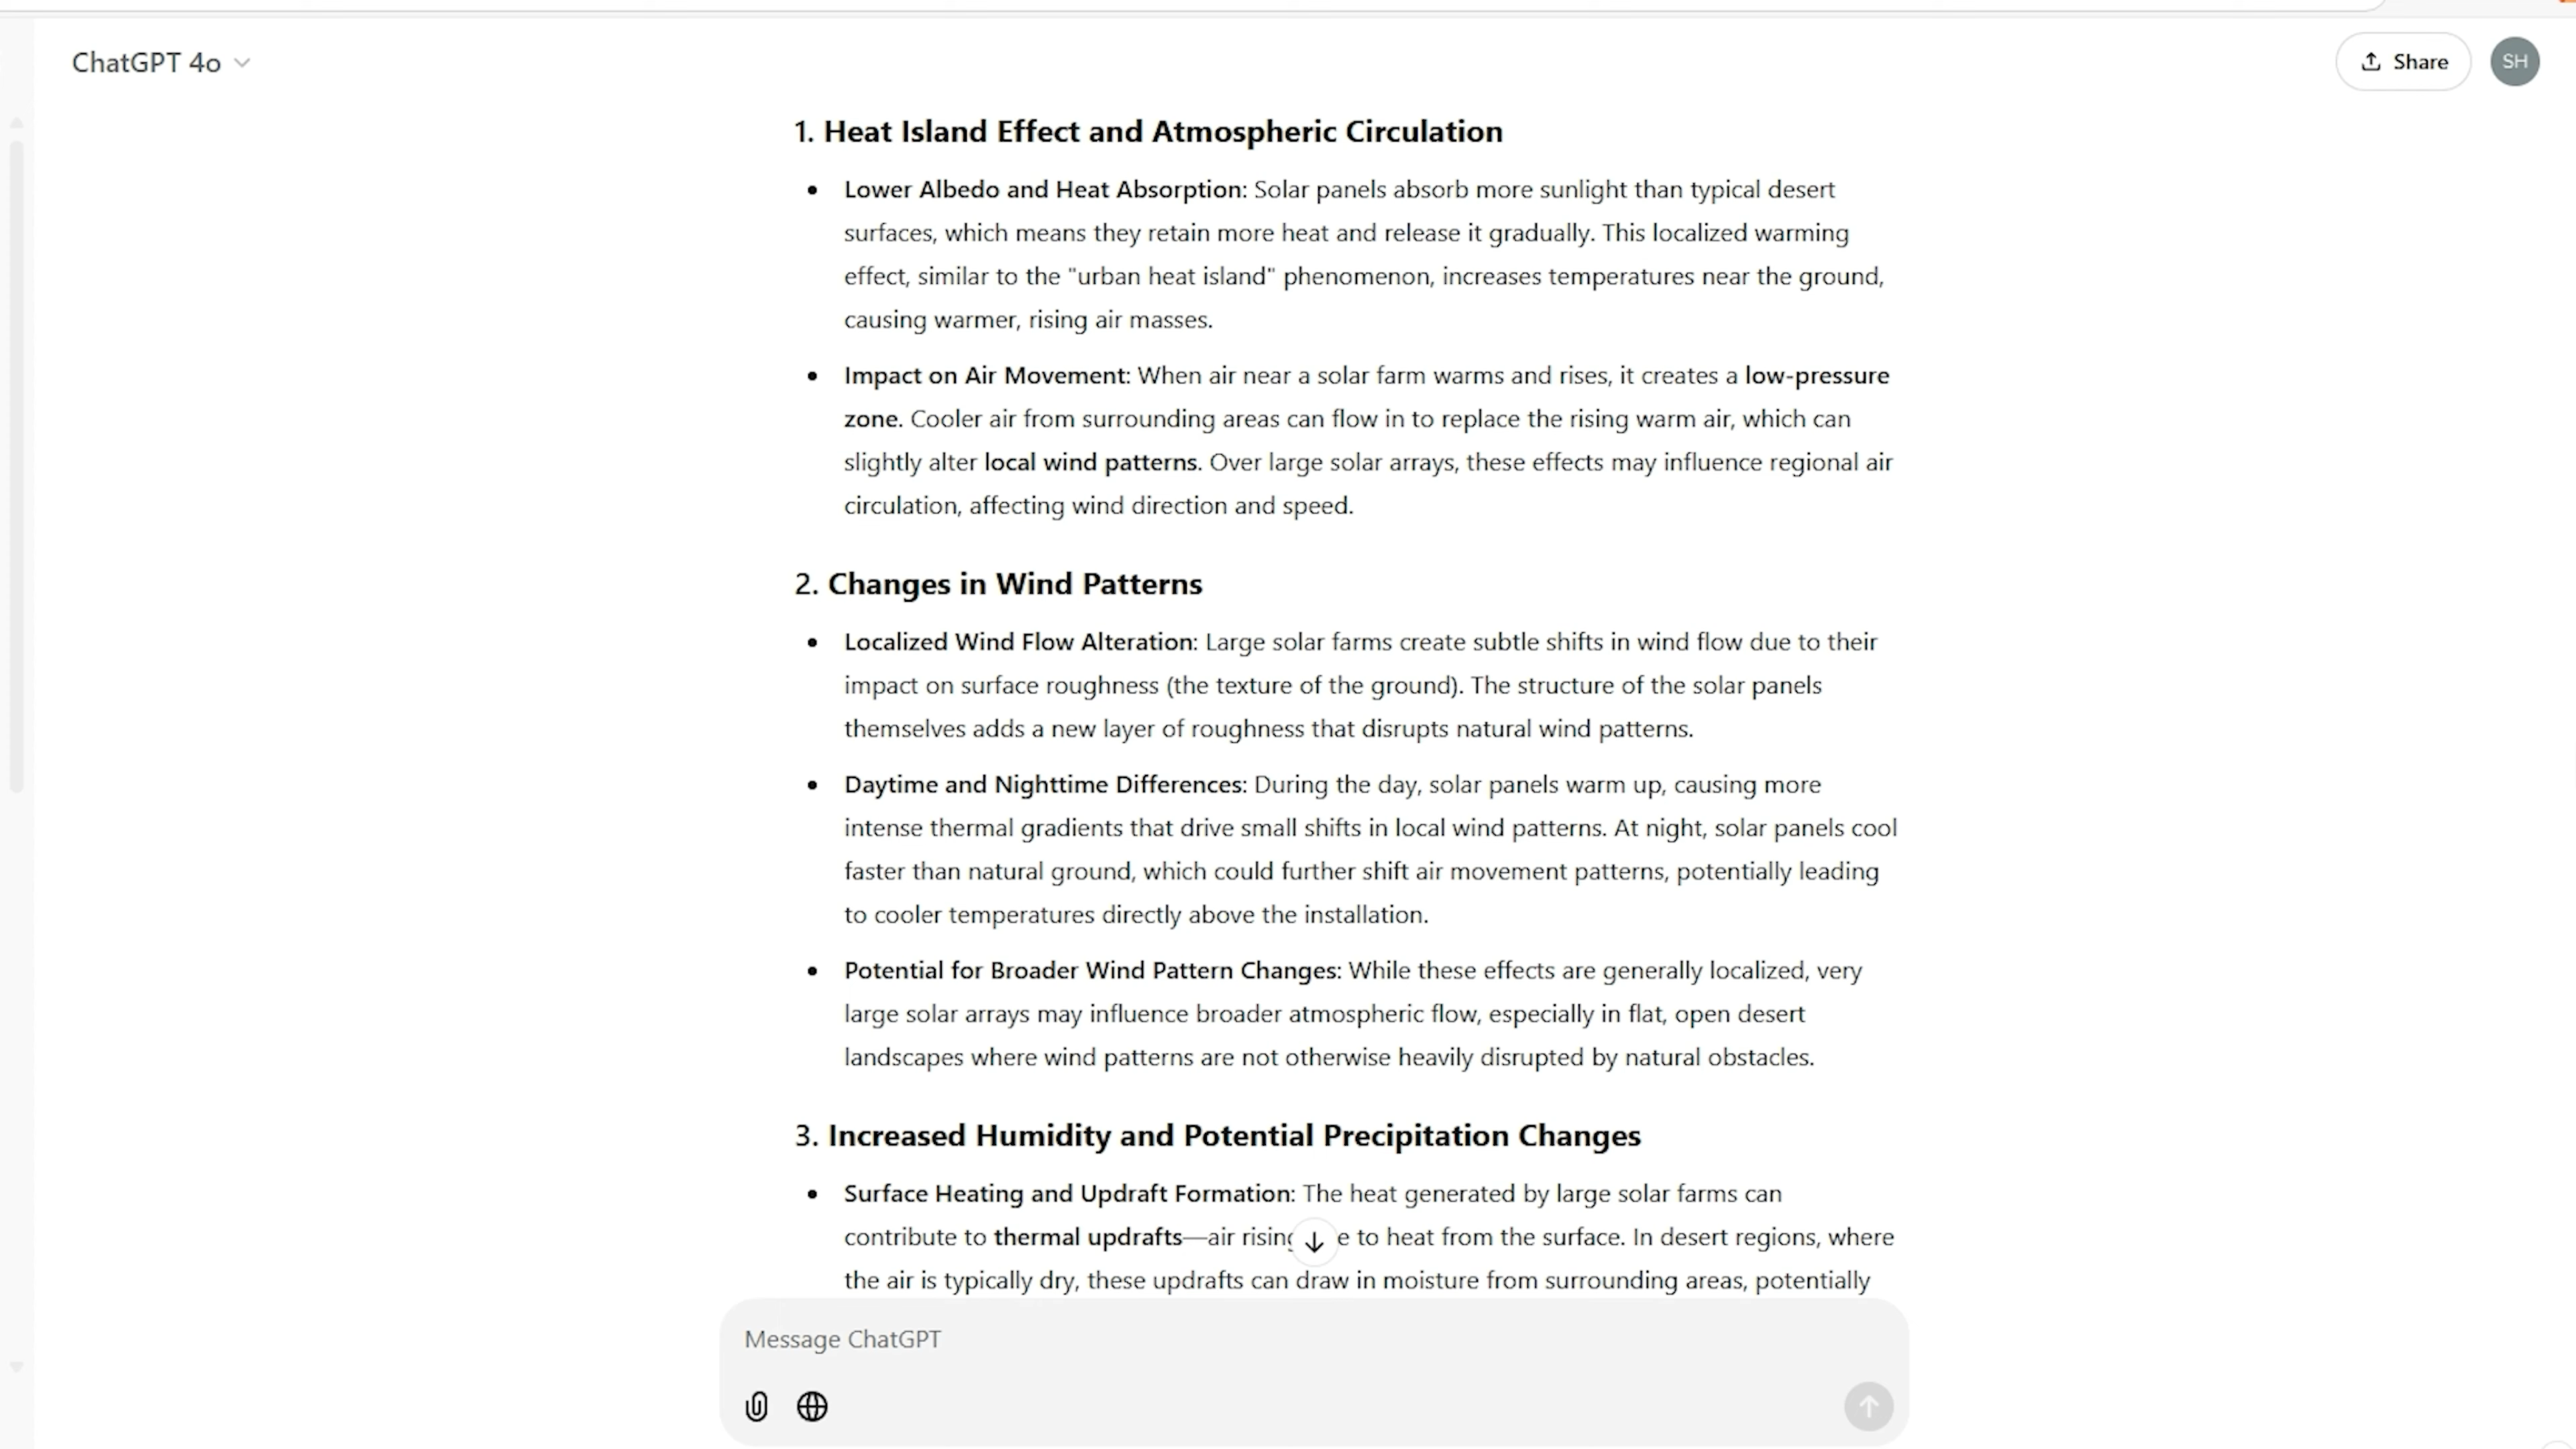 ChatGPT 4o
Share
SH
1. Heat Island Effect and Atmospheric Circulation
Lower Albedo and Heat Absorption: Solar panels absorb more sunlight than typical desert
surfaces, which means they retain more heat and release it gradually. This localized warming
effect, similar to the "urban heat island" phenomenon, increases temperatures near the ground,
causing warmer, rising air masses.
Impact on Air Movement: When air near a solar farm warms and rises, it creates a low-pressure
zone. Cooler air from surrounding areas can flow in to replace the rising warm air, which can
slightly alter local wind patterns. Over large solar arrays, these effects may influence regional air
circulation, affecting wind direction and speed.
2. Changes in Wind Patterns
Localized Wind Flow Alteration: Large solar farms create subtle shifts in wind flow due to their
impact on surface roughness (the texture of the ground). The structure of the solar panels
themselves adds a new layer of roughness that disrupts natural wind patterns.
Daytime and Nighttime Differences: During the day, solar panels warm up, causing more
intense thermal gradients that drive small shifts in local wind patterns. At night, solar panels cool
faster than natural ground, which could further shift air movement patterns, potentially leading
to cooler temperatures directly above the installation.
Potential for Broader Wind Pattern Changes: While these effects are generally localized, very
large solar arrays may influence broader atmospheric flow, especially in flat, open desert
landscapes where wind patterns are not otherwise heavily disrupted by natural obstacles.
3. Increased Humidity and Potential Precipitation Changes
Surface Heating and Updraft Formation: The heat generated by large solar farms can
contribute to thermal updrafts—air rising to heat from the surface. In desert regions, where
the air is typically dry, these updrafts can draw in moisture from surrounding areas, potentially
Message ChatGPT